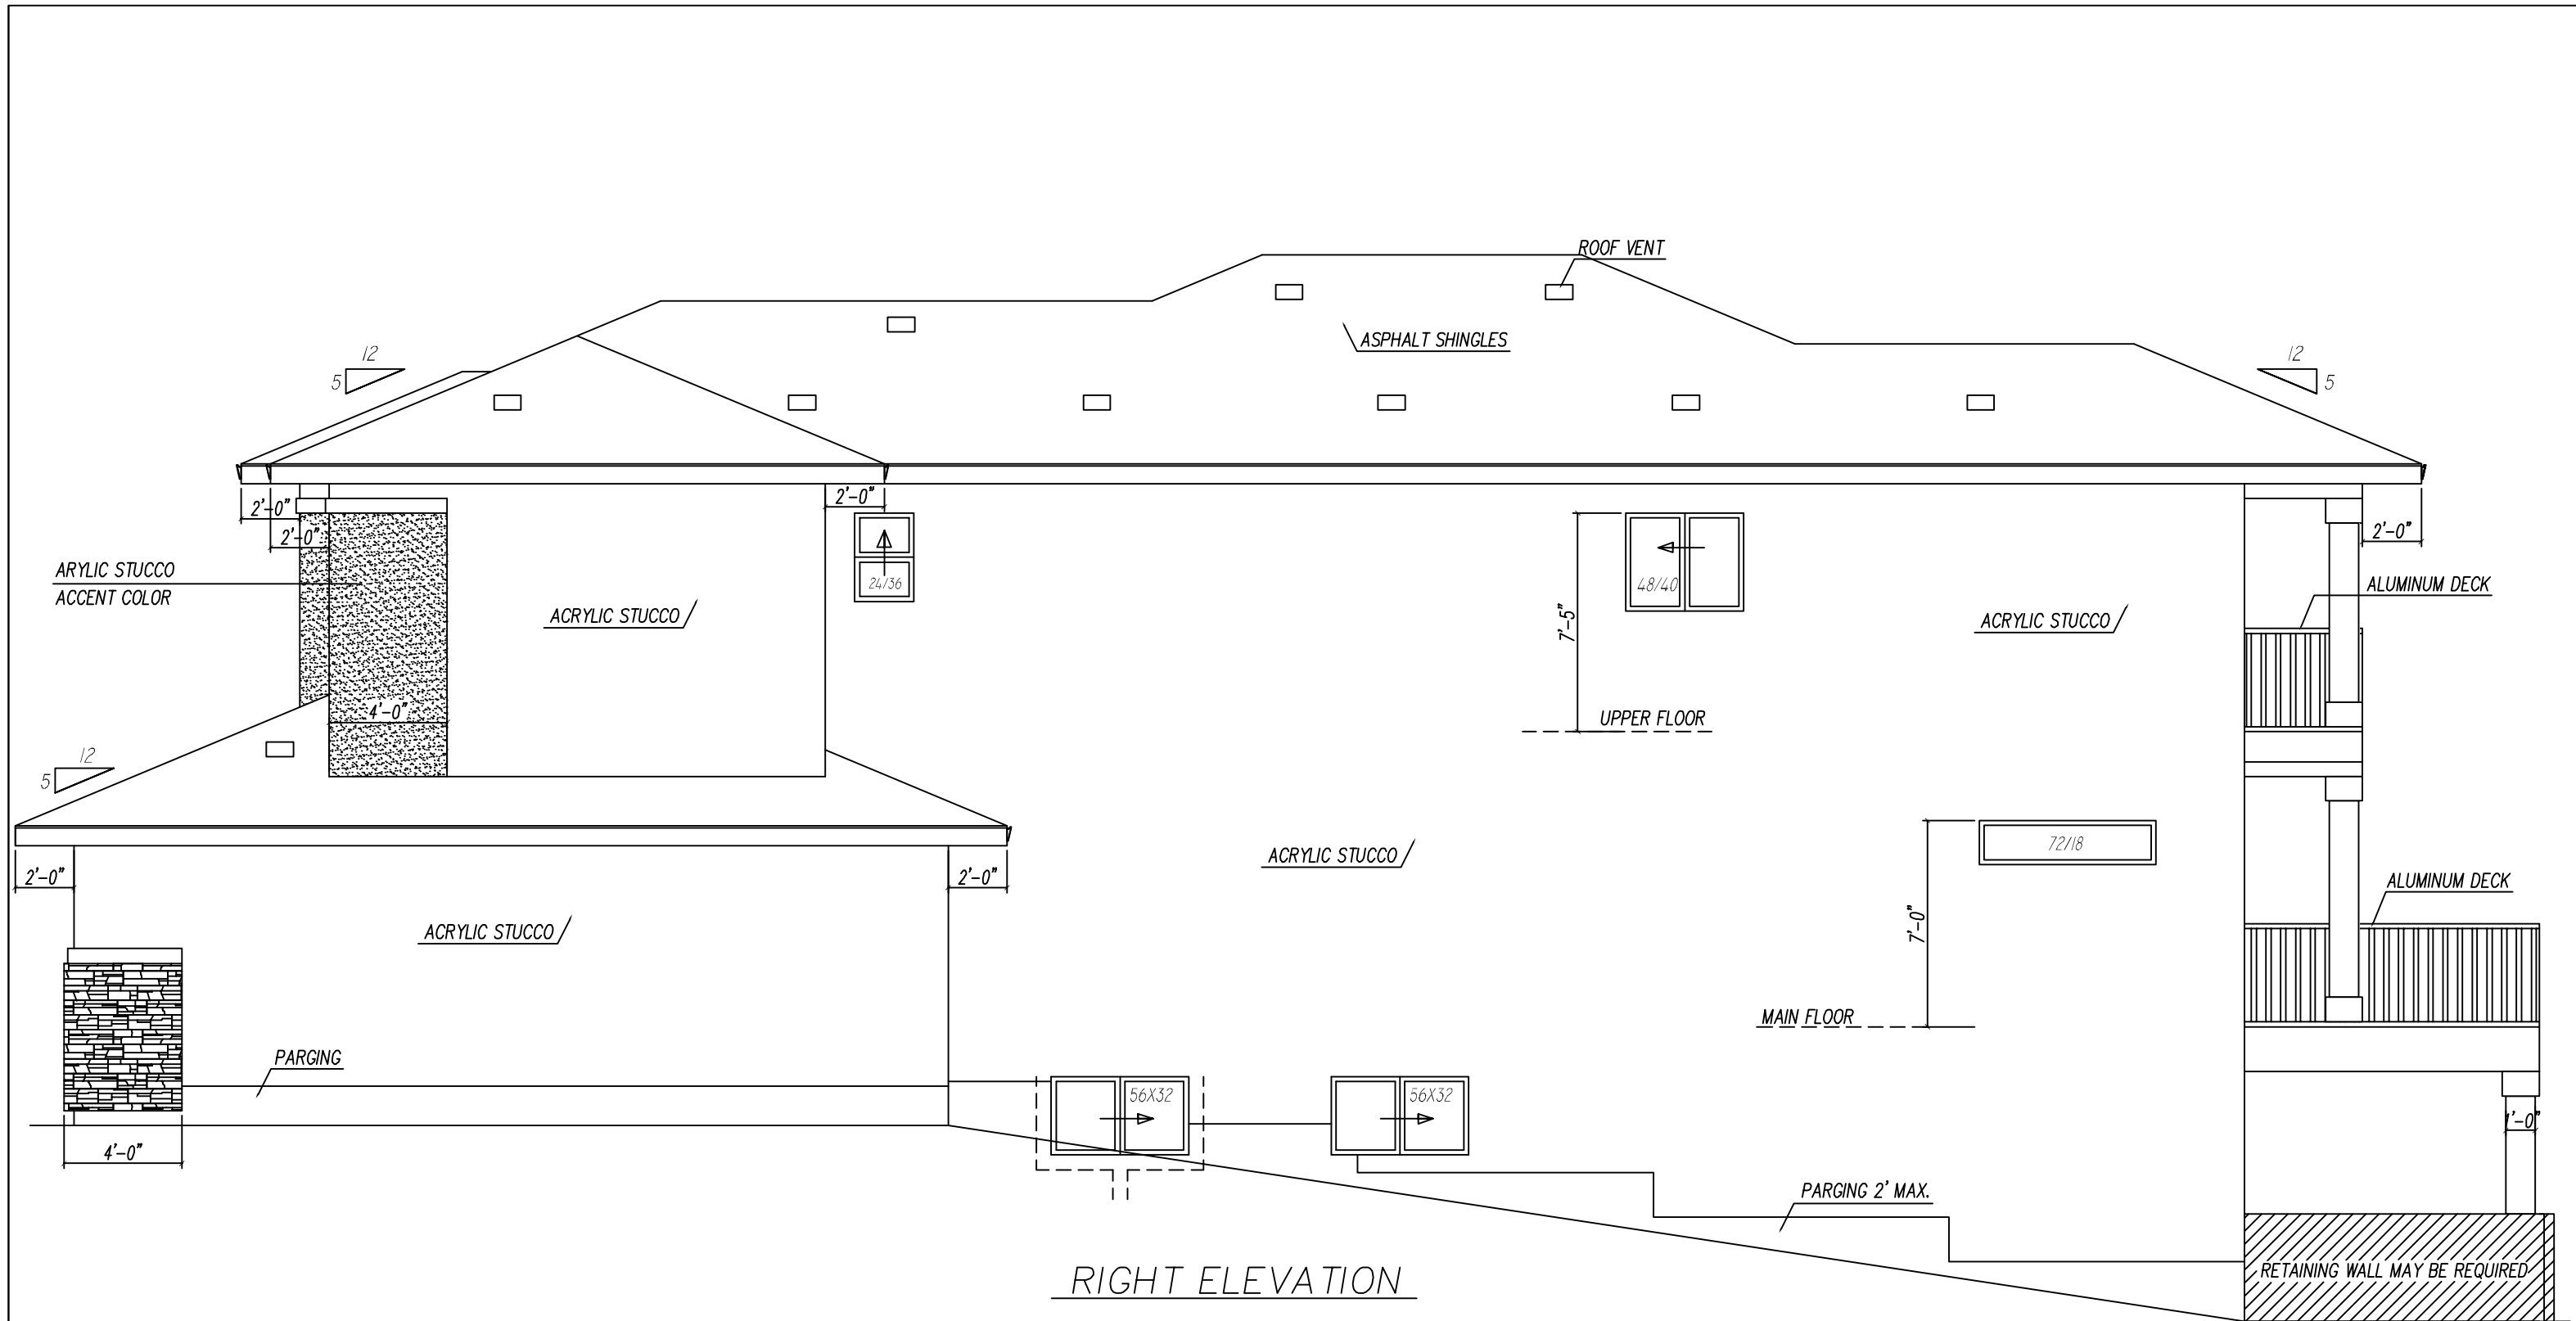 ROOF VENT
ASPHALT SHINGLES
12
5
12
5
2'-0"
2'-0"
2'-0"
2'-0"
ARYLIC STUCCO
ACCENT COLOR
24/36
48/40
ACRYLIC STUCCO
ACRYLIC STUCCO
ALUMINUM DECK
7'-5"
4'-0"
UPPER FLOOR
12
5
72/18
ACRYLIC STUCCO
2'-0"
2'-0"
ALUMINUM DECK
7'-0"
ACRYLIC STUCCO
MAIN FLOOR
PARGING
56X32
56X32
1'-0"
4'-0"
PARGING 2' MAX.
RETAINING WALL MAY BE REQUIRED
RIGHT ELEVATION